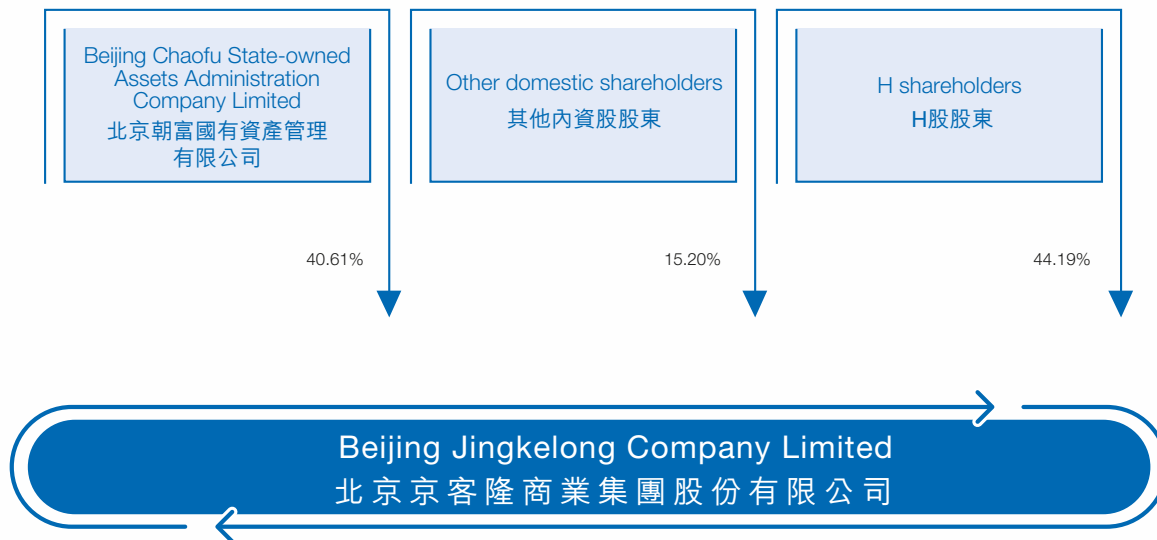 Beijing Chaofu State-owned
Assets Administration
Company Limited
北京朝富國有資產管理
有限公司
Other domestic shareholders
其他內資股股東
H shareholders
H股股東
40.61%
15.20%
44.19%
Beijing Jingkelong Company Limited
北京京客隆商業集團股份有限公司